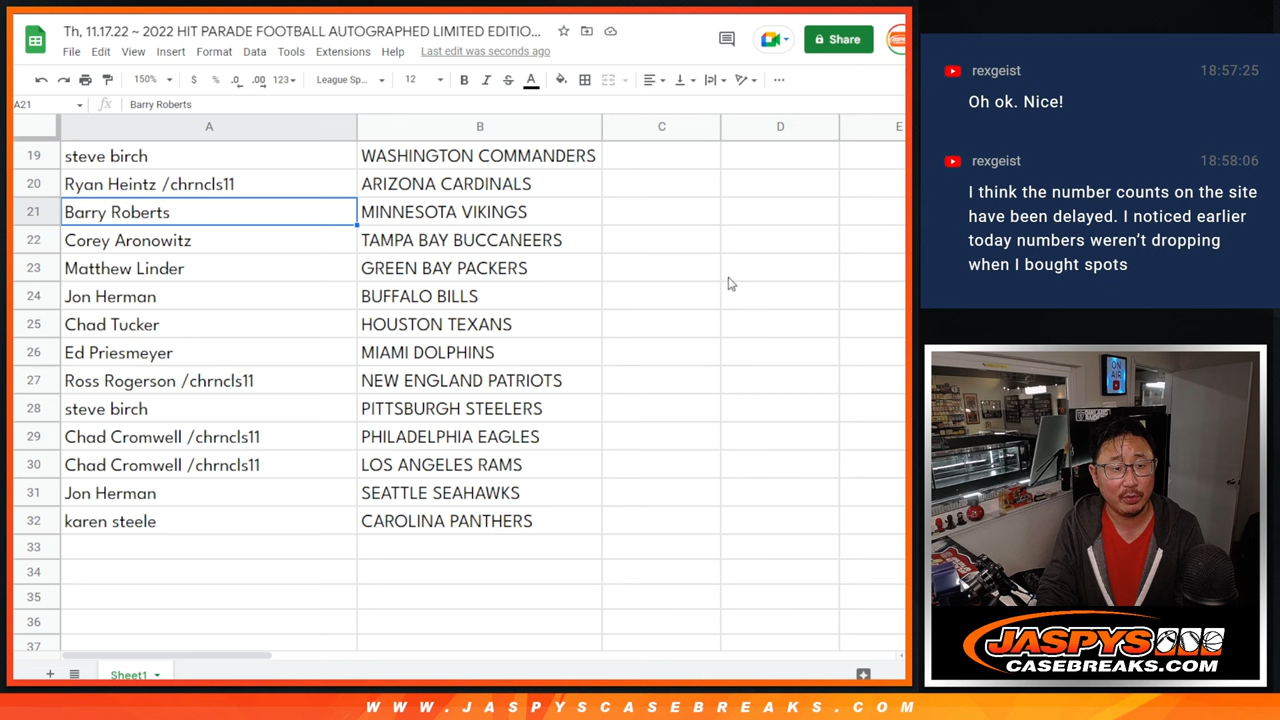 Th, 11.17.22 ~ 2022 HIT PARADE FOOTBALL AUTOGRAPHED LIMITED EDITIO...
File Edit View Insert Format Data Tools Extensions Help Last edit was seconds ago
Share
150% $ % .0 .00 123 League Sp... 12 B I S A
A21 fx Barry Roberts
A B C D E
19 steve birch WASHINGTON COMMANDERS
20 Ryan Heintz /chrncls11 ARIZONA CARDINALS
21 Barry Roberts MINNESOTA VIKINGS
22 Corey Aronowitz TAMPA BAY BUCCANEERS
23 Matthew Linder GREEN BAY PACKERS
24 Jon Herman BUFFALO BILLS
25 Chad Tucker HOUSTON TEXANS
26 Ed Priesmeyer MIAMI DOLPHINS
27 Ross Rogerson /chrncls11 NEW ENGLAND PATRIOTS
28 steve birch PITTSBURGH STEELERS
29 Chad Cromwell /chrncls11 PHILADELPHIA EAGLES
30 Chad Cromwell /chrncls11 LOS ANGELES RAMS
31 Jon Herman SEATTLE SEAHAWKS
32 karen steele CAROLINA PANTHERS
33
34
35
36
37
Sheet1
rexgeist 18:57:25
Oh ok. Nice!
rexgeist 18:58:06
I think the number counts on the site
have been delayed. I noticed earlier
today numbers weren't dropping
when I bought spots
ON
AIR
JASPYS
CASEBREAKS.COM
WWW.JASPYSCASEBREAKS.COM